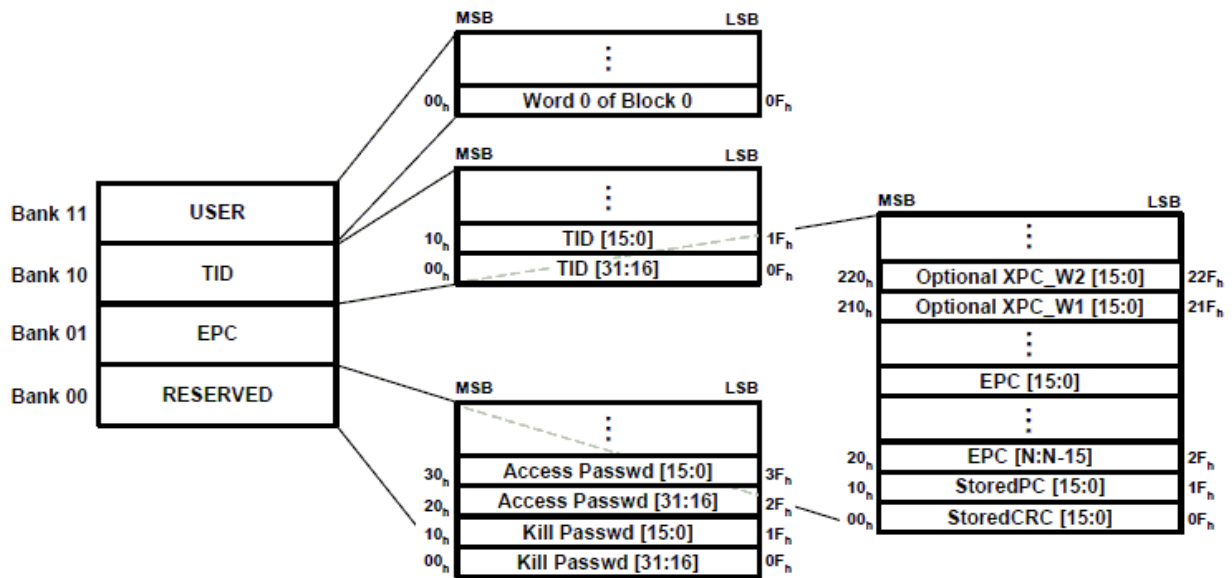 MSB LSB
⋮
00h Word 0 of Block 0 0Fh
MSB LSB
⋮
10h TID [15:0] 1Fh
00h TID [31:16] 0Fh
Bank 11 USER
Bank 10 TID
Bank 01 EPC
Bank 00 RESERVED
MSB LSB
⋮
30h Access Passwd [15:0] 3Fh
20h Access Passwd [31:16] 2Fh
10h Kill Passwd [15:0] 1Fh
00h Kill Passwd [31:16] 0Fh
MSB LSB
⋮
220h Optional XPC_W2 [15:0] 22Fh
210h Optional XPC_W1 [15:0] 21Fh
⋮
EPC [15:0]
⋮
20h EPC [N:N-15] 2Fh
10h StoredPC [15:0] 1Fh
00h StoredCRC [15:0] 0Fh